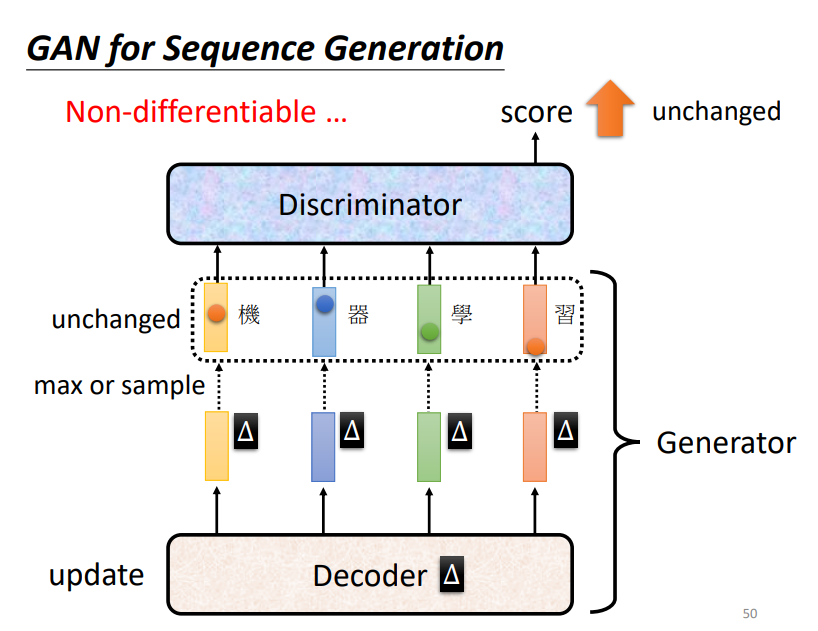 GAN for Sequence Generation
Non-differentiable …
score
unchanged
Discriminator
unchanged
機
器
學
習
max or sample
Δ
Δ
Δ
Δ
Generator
update
Decoder Δ
50